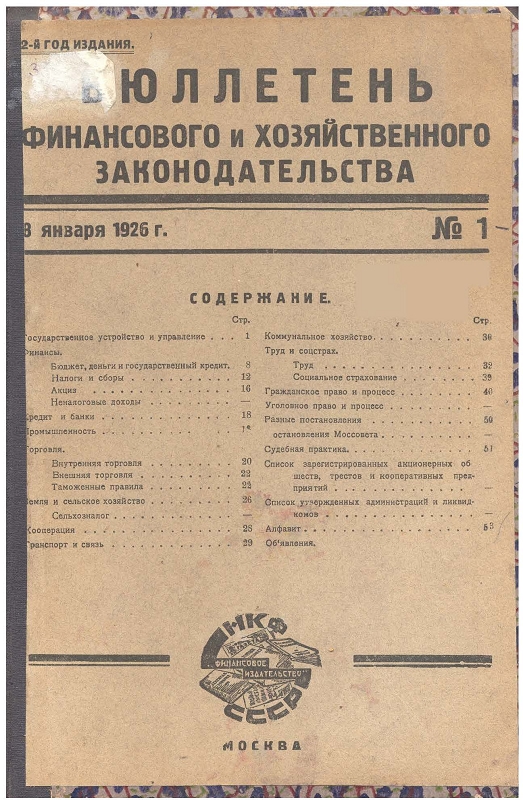 2-й ГОД ИЗДАНИЯ.
БЮЛЛЕТЕНЬ
ФИНАНСОВОГО и ХОЗЯЙСТВЕННОГО
ЗАКОНОДАТЕЛЬСТВА
8 января 1926 г.
№ 1
СОДЕРЖАНИЕ.
Стр.
Государственное устройство и управление . . . 1
Финансы.
Бюджет, деньги и государственный кредит. 8
Налоги и сборы . . . 12
Акциз . . . 16
Неналоговые доходы . . . —
Кредит и банки . . . 18
Промышленность . . .
Торговля.
Внутренняя торговля . . . 20
Внешняя торговля . . . 22
Таможенные правила . . . 22
Земля и сельское хозяйство . . . 26
Сельхозналог . . . —
Кооперация . . . 28
Транспорт и связь . . . 29
Стр.
Коммунальное хозяйство . . . 30
Труд и соцстрах.
Труд . . . 32
Социальное страхование . . . 39
Гражданское право и процесс . . . 40
Уголовное право и процесс . . . —
Разные постановления . . . 50
остановления Моссовета . . . —
Судебная практика. . . . 51
Список зарегистрированных акционерных об
ществ, трестов и кооперативных пред-
приятий . . .
Список утвержденных администраций и ликвид-
комов . . . —
Алфавит . . . 53
Об'явления.
НКФ
"ФИНАНСОВОЕ
ИЗДАТЕЛЬСТВО"
СССР
МОСКВА